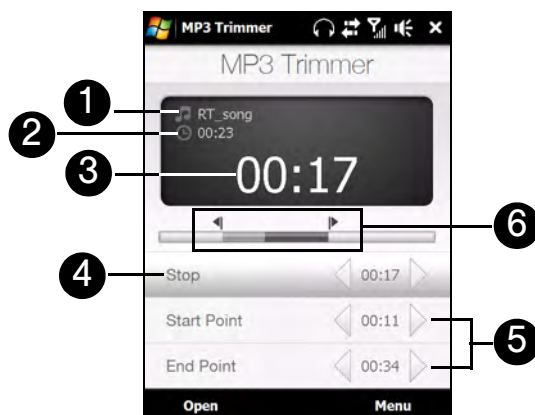 MP3 Trimmer
MP3 Trimmer
1 RT_song
2 00:23
3 00:17
6
4 Stop 00:17
Start Point 00:11
5
End Point 00:34
Open Menu